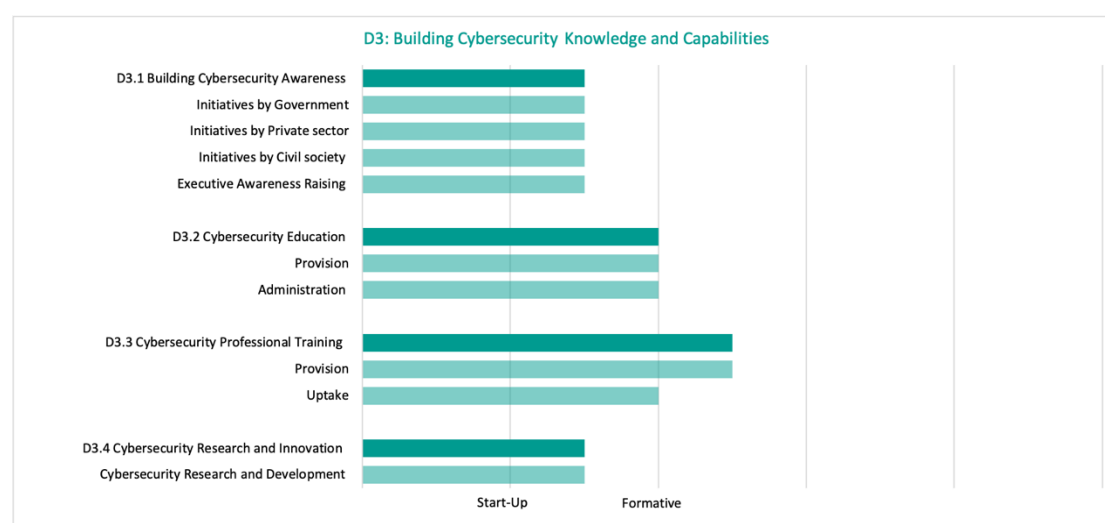 D3: Building Cybersecurity Knowledge and Capabilities
D3.1 Building Cybersecurity Awareness
Initiatives by Government
Initiatives by Private sector
Initiatives by Civil society
Executive Awareness Raising
D3.2 Cybersecurity Education
Provision
Administration
D3.3 Cybersecurity Professional Training
Provision
Uptake
D3.4 Cybersecurity Research and Innovation
Cybersecurity Research and Development
Start-Up Formative